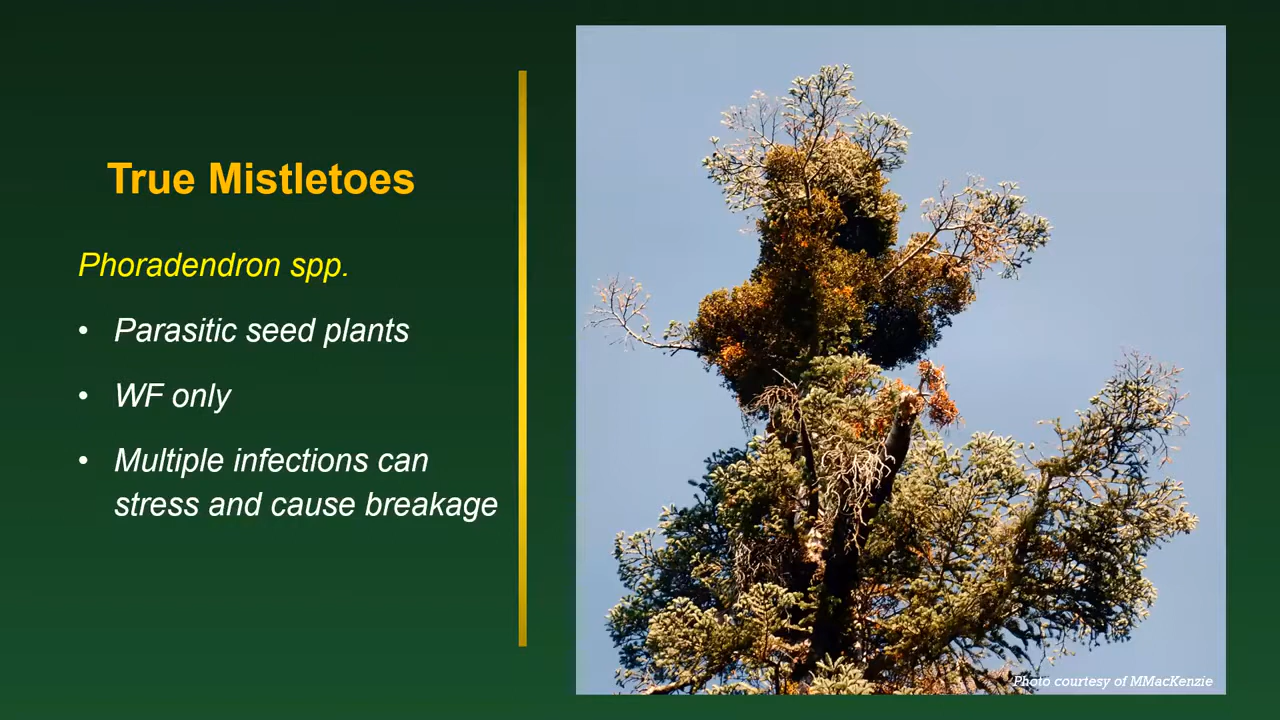 True Mistletoes
Phoradendron spp.
• Parasitic seed plants
• WF only
• Multiple infections can
stress and cause breakage
Photo courtesy of MMacKenzie